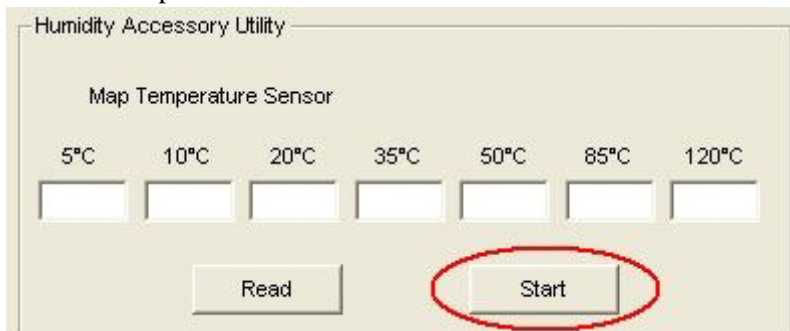 Humidity Accessory Utility
Map Temperature Sensor
5°C 10°C 20°C 35°C 50°C 85°C 120°C
Read Start